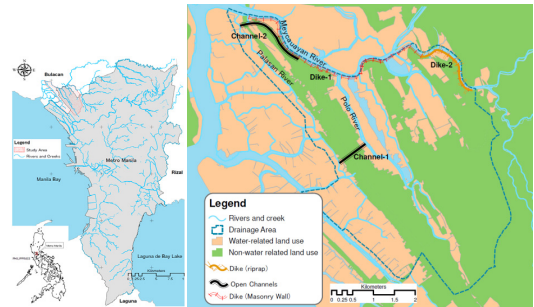 Bulacan
Legend
Study Area
Rivers and Creeks
Metro Manila
Rizal
Manila Bay
Laguna de Bay Lake
Laguna
PHILIPPINES
Kilometers
Meycauayan River
Channel-2
Palasan River
Dike-1
Dike-2
Polo River
Channel-1
Legend
Rivers and creek
Drainage Area
Water-related land use
Non-water related land use
Dike (riprap)
Open Channels
Dike (Masonry Wall)
Kilometers
0 0.25 0.5 1 1.5 2